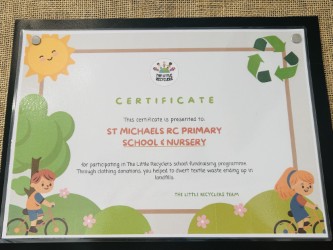 THE LITTLE
RECYCLERS
CERTIFICATE
This certificate is presented to:
ST MICHAELS RC PRIMARY
SCHOOL & NURSERY
for participating in The Little Recyclers school fundraising programme.
Through clothing donations, you helped to divert textile waste ending up in
landfills.
THE LITTLE RECYCLERS TEAM